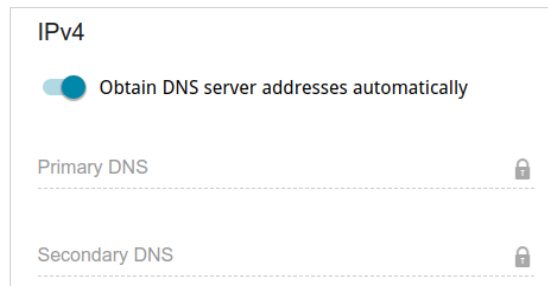 IPv4
Obtain DNS server addresses automatically
Primary DNS
Secondary DNS